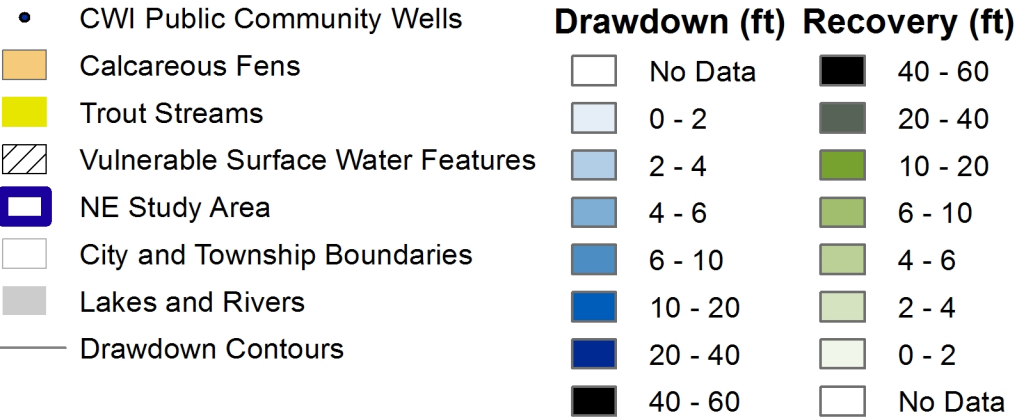 CWI Public Community Wells
Calcareous Fens
Trout Streams
Vulnerable Surface Water Features
NE Study Area
City and Township Boundaries
Lakes and Rivers
Drawdown Contours
Drawdown (ft)
No Data
0 - 2
2 - 4
4 - 6
6 - 10
10 - 20
20 - 40
40 - 60
Recovery (ft)
40 - 60
20 - 40
10 - 20
6 - 10
4 - 6
2 - 4
0 - 2
No Data